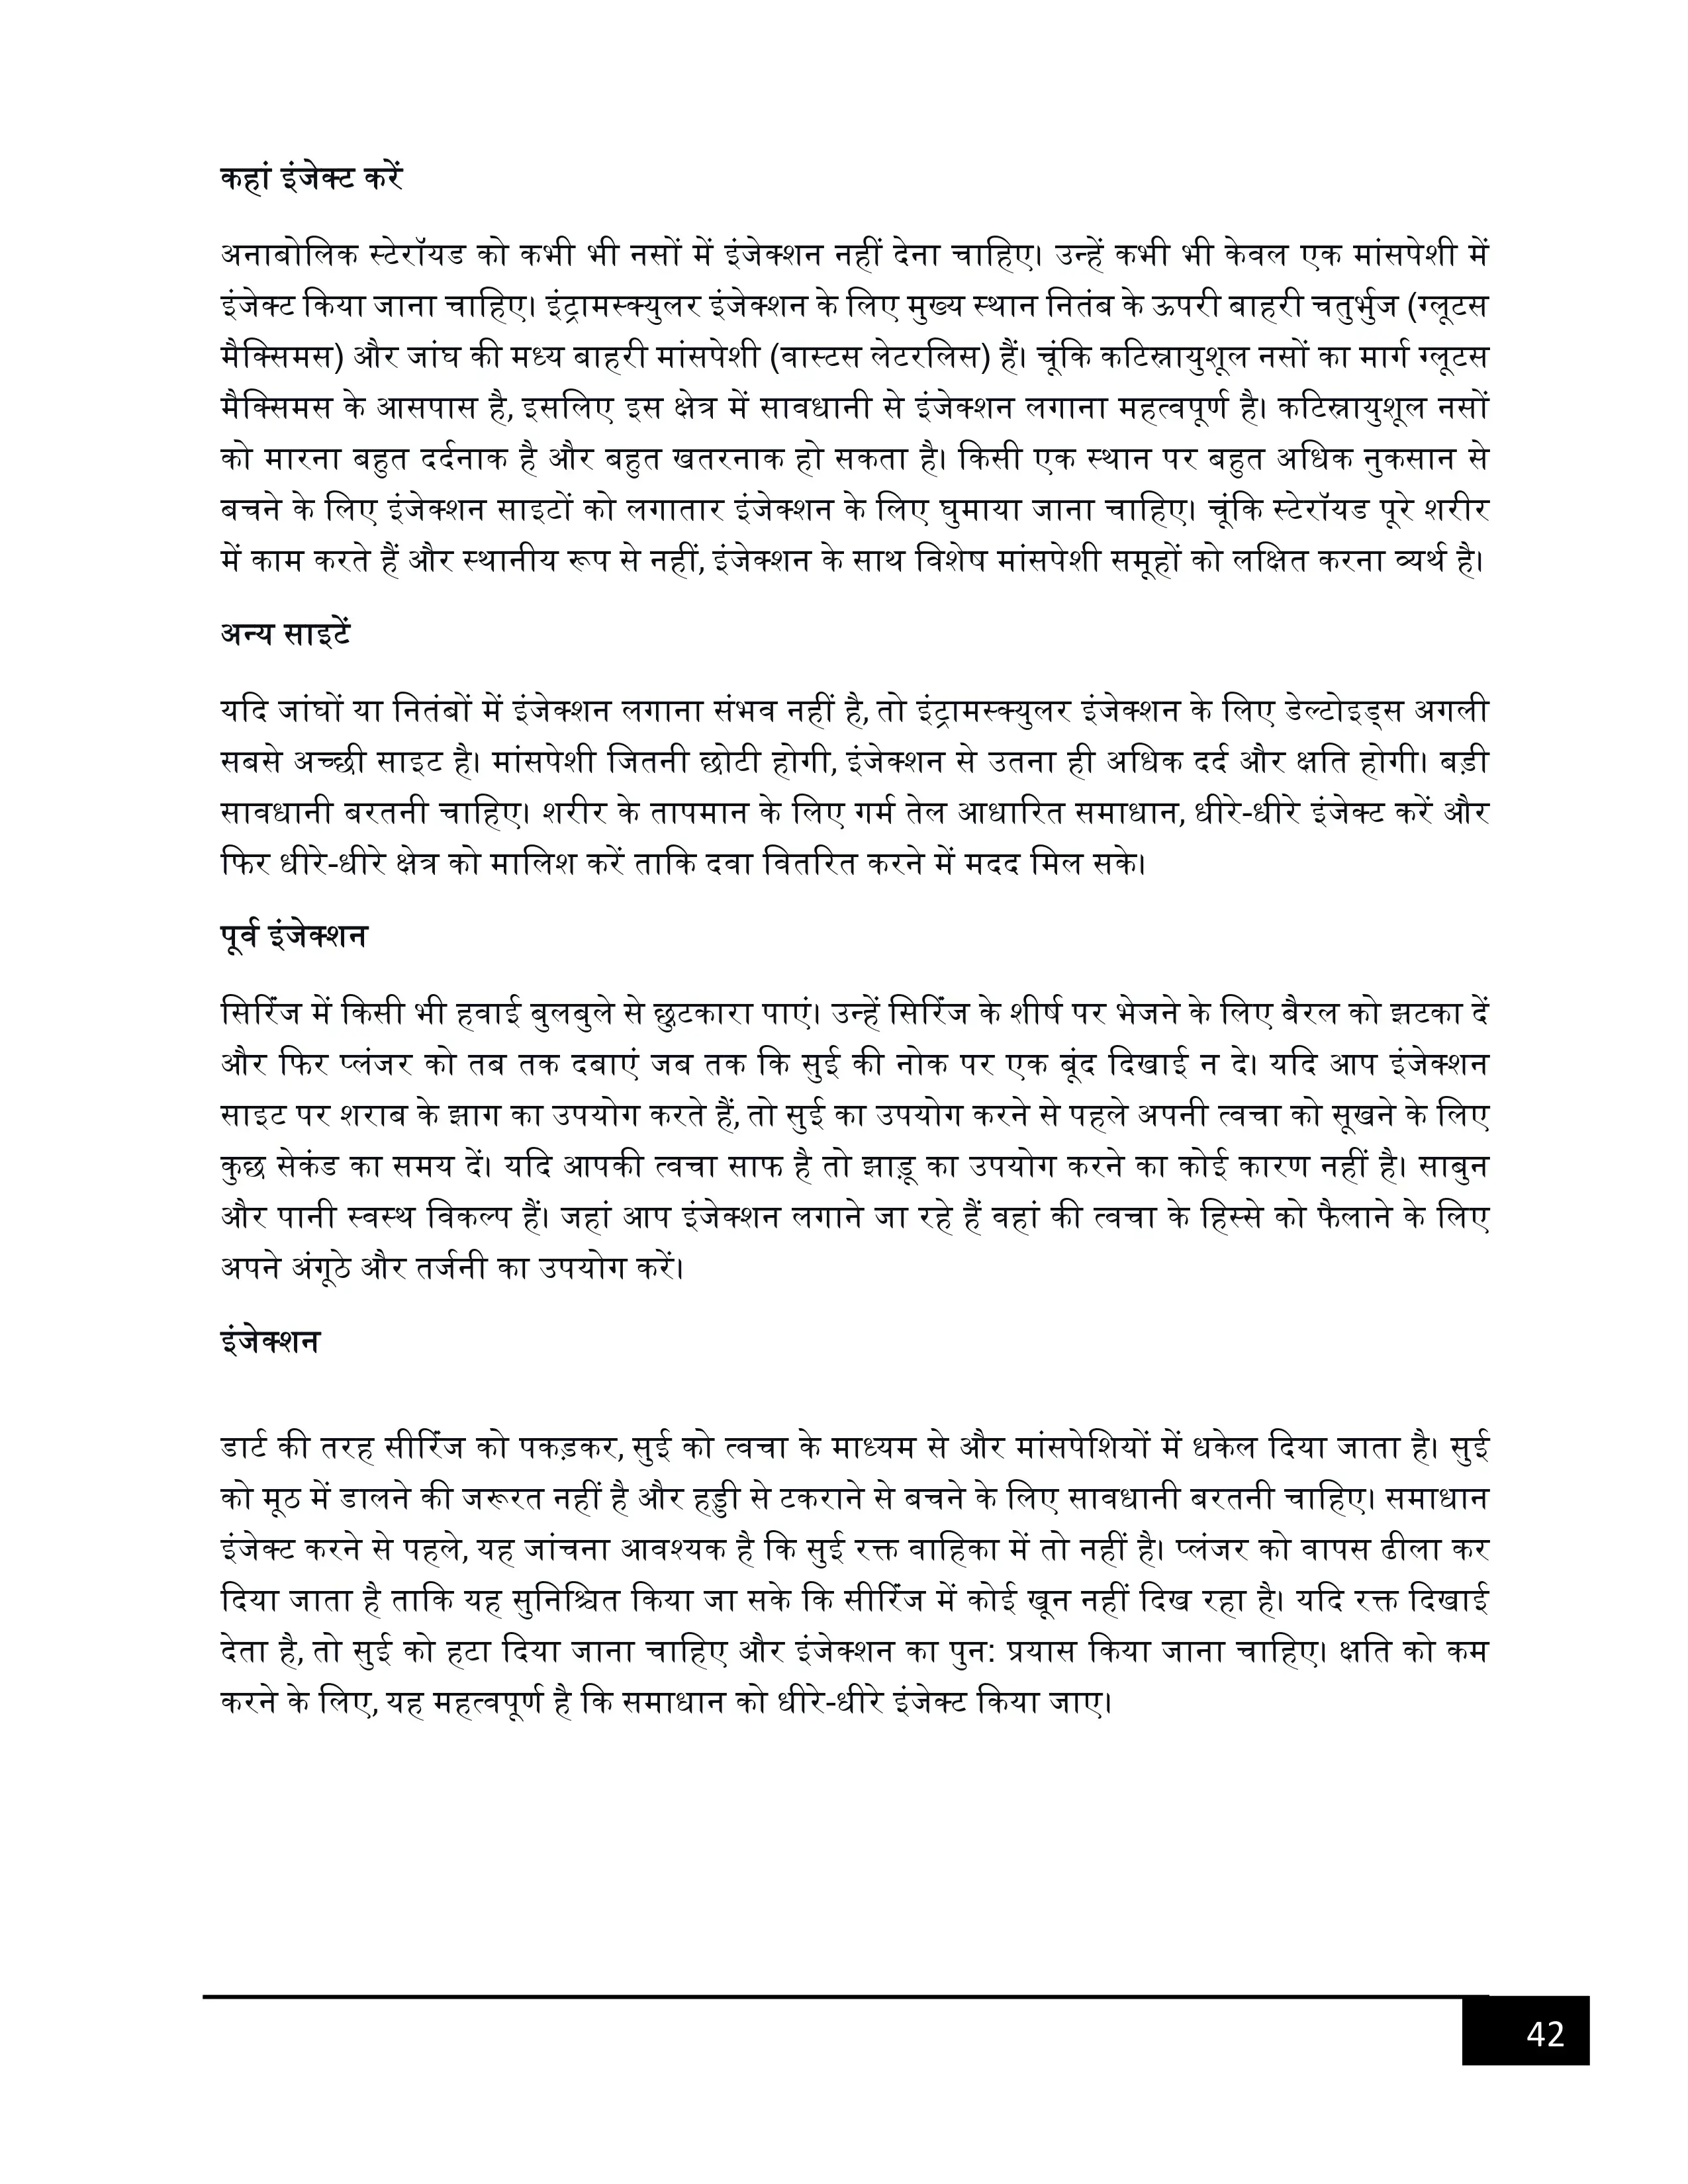 कहां इंजेक्ट करें
अनाबोलिक स्टेरॉयड को कभी भी नसों में इंजेक्शन नहीं देना चाहिए। उन्हें कभी भी केवल एक मांसपेशी में
इंजेक्ट किया जाना चाहिए। इंट्रामस्क्युलर इंजेक्शन के लिए मुख्य स्थान नितंब के ऊपरी बाहरी चतुर्भुज (ग्लूटस
मैक्सिमस) और जांघ की मध्य बाहरी मांसपेशी (वास्टस लेटरलिस) हैं। चूंकि कटिस्नायुशूल नसों का मार्ग ग्लूटस
मैक्सिमस के आसपास है, इसलिए इस क्षेत्र में सावधानी से इंजेक्शन लगाना महत्वपूर्ण है। कटिस्नायुशूल नसों
को मारना बहुत दर्दनाक है और बहुत खतरनाक हो सकता है। किसी एक स्थान पर बहुत अधिक नुकसान से
बचने के लिए इंजेक्शन साइटों को लगातार इंजेक्शन के लिए घुमाया जाना चाहिए। चूंकि स्टेरॉयड पूरे शरीर
में काम करते हैं और स्थानीय रूप से नहीं, इंजेक्शन के साथ विशेष मांसपेशी समूहों को लक्षित करना व्यर्थ है।
अन्य साइटें
यदि जांघों या नितंबों में इंजेक्शन लगाना संभव नहीं है, तो इंट्रामस्क्युलर इंजेक्शन के लिए डेल्टोइड्स अगली
सबसे अच्छी साइट है। मांसपेशी जितनी छोटी होगी, इंजेक्शन से उतना ही अधिक दर्द और क्षति होगी। बड़ी
सावधानी बरतनी चाहिए। शरीर के तापमान के लिए गर्म तेल आधारित समाधान, धीरे-धीरे इंजेक्ट करें और
फिर धीरे-धीरे क्षेत्र को मालिश करें ताकि दवा वितरित करने में मदद मिल सके।
पूर्व इंजेक्शन
सिरिंज में किसी भी हवाई बुलबुले से छुटकारा पाएं। उन्हें सिरिंज के शीर्ष पर भेजने के लिए बैरल को झटका दें
और फिर प्लंजर को तब तक दबाएं जब तक कि सुई की नोक पर एक बूंद दिखाई न दे। यदि आप इंजेक्शन
साइट पर शराब के झाग का उपयोग करते हैं, तो सुई का उपयोग करने से पहले अपनी त्वचा को सूखने के लिए
कुछ सेकंड का समय दें। यदि आपकी त्वचा साफ है तो झाड़ू का उपयोग करने का कोई कारण नहीं है। साबुन
और पानी स्वस्थ विकल्प हैं। जहां आप इंजेक्शन लगाने जा रहे हैं वहां की त्वचा के हिस्से को फैलाने के लिए
अपने अंगूठे और तर्जनी का उपयोग करें।
इंजेक्शन
डार्ट की तरह सीरिंज को पकड़कर, सुई को त्वचा के माध्यम से और मांसपेशियों में धकेल दिया जाता है। सुई
को मूठ में डालने की जरूरत नहीं है और हड्डी से टकराने से बचने के लिए सावधानी बरतनी चाहिए। समाधान
इंजेक्ट करने से पहले, यह जांचना आवश्यक है कि सुई रक्त वाहिका में तो नहीं है। प्लंजर को वापस ढीला कर
दिया जाता है ताकि यह सुनिश्चित किया जा सके कि सीरिंज में कोई खून नहीं दिख रहा है। यदि रक्त दिखाई
देता है, तो सुई को हटा दिया जाना चाहिए और इंजेक्शन का पुन: प्रयास किया जाना चाहिए। क्षति को कम
करने के लिए, यह महत्वपूर्ण है कि समाधान को धीरे-धीरे इंजेक्ट किया जाए।
42